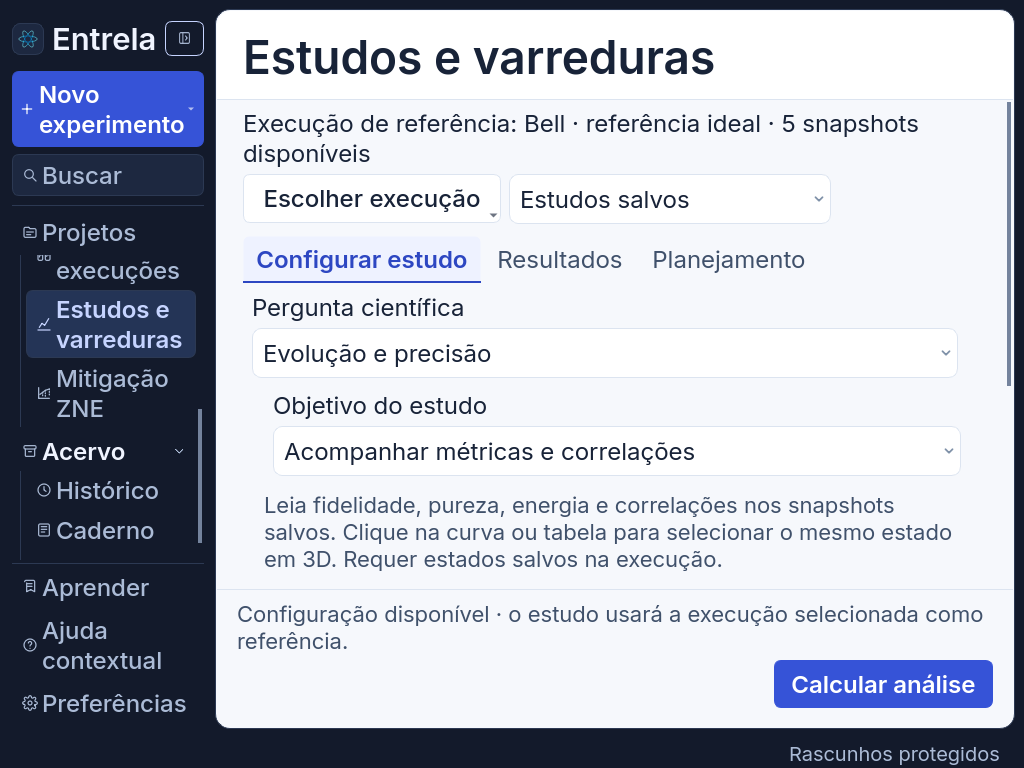 Entrela
Novo
experimento
Buscar
Projetos
execuções
Estudos e
varreduras
Mitigação
ZNE
Acervo
Histórico
Caderno
Aprender
Ajuda
contextual
Preferências
Estudos e varreduras
Execução de referência: Bell · referência ideal · 5 snapshots
disponíveis
Escolher execução
Estudos salvos
Configurar estudo
Resultados
Planejamento
Pergunta científica
Evolução e precisão
Objetivo do estudo
Acompanhar métricas e correlações
Leia fidelidade, pureza, energia e correlações nos snapshots
salvos. Clique na curva ou tabela para selecionar o mesmo estado
em 3D. Requer estados salvos na execução.
Configuração disponível · o estudo usará a execução selecionada como
referência.
Calcular análise
Rascunhos protegidos